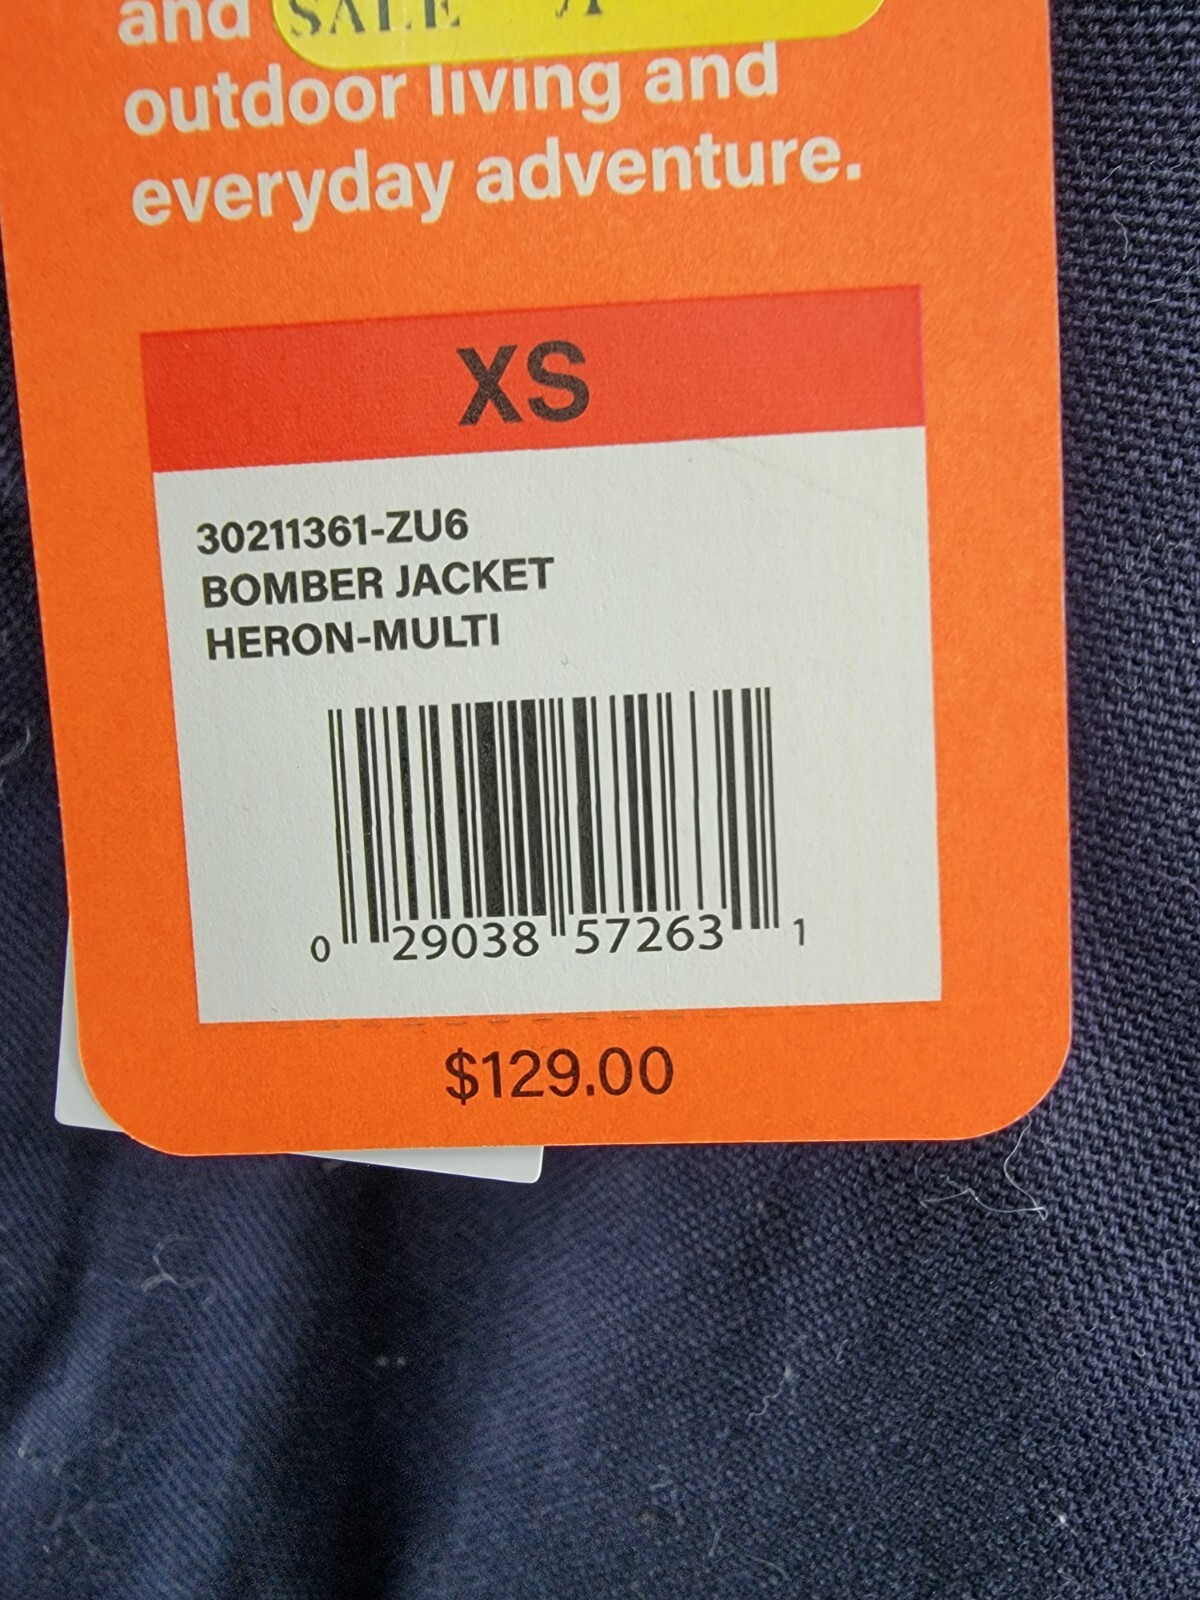 and SALE
outdoor living and
everyday adventure.
XS
30211361-ZU6
BOMBER JACKET
HERON-MULTI
0 29038 57263 1
$129.00